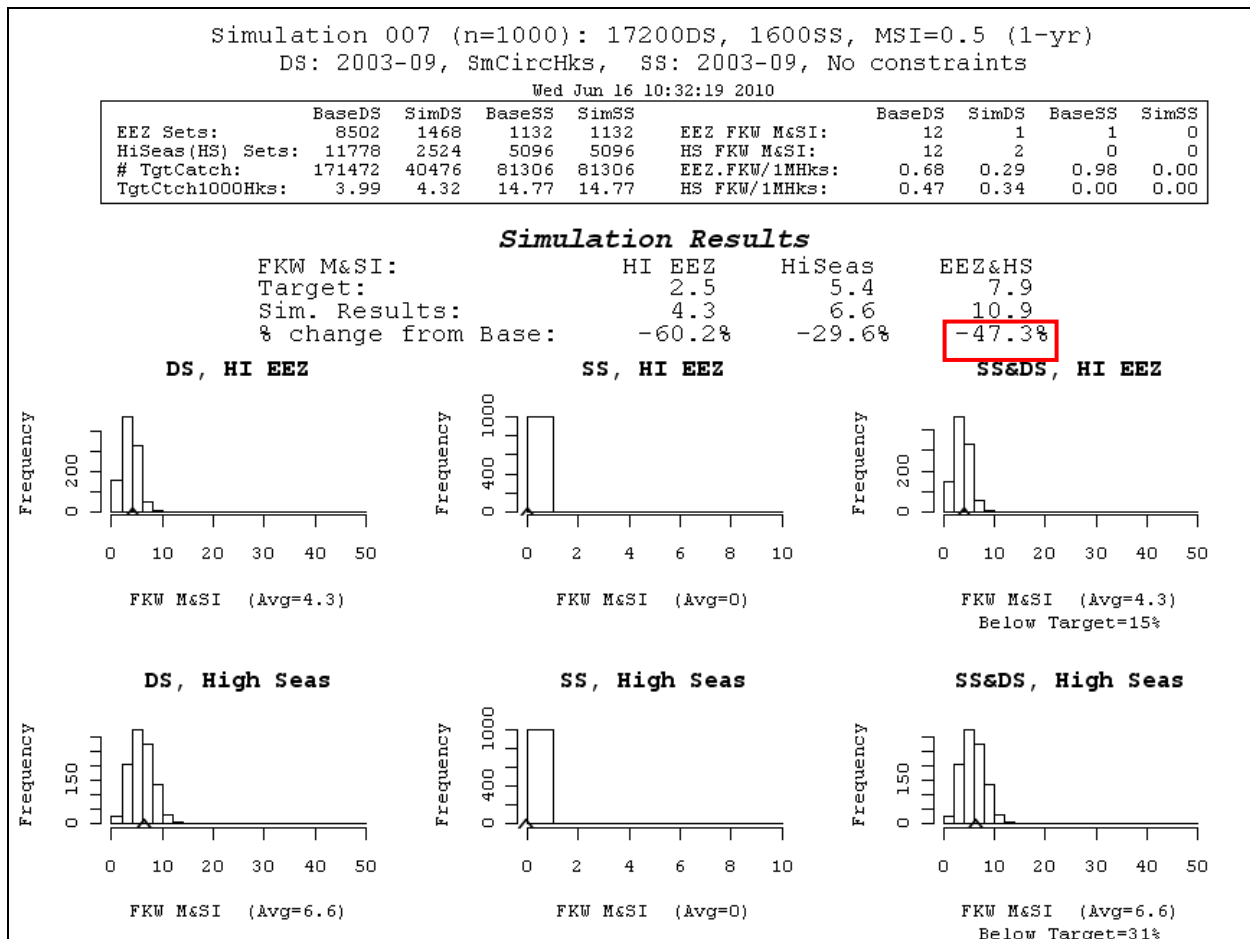 Simulation 007 (n=1000): 17200DS, 1600SS, MSI=0.5 (1-yr)
DS: 2003-09, SmCircHks, SS: 2003-09, No constraints
Wed Jun 16 10:32:19 2010
BaseDS SimDS BaseSS SimSS BaseDS SimDS BaseSS SimSS
EEZ Sets: 8502 1468 1132 1132 EEZ FKW M&SI: 12 1 1 0
HiSeas(HS) Sets: 11778 2524 5096 5096 HS FKW M&SI: 12 2 0 0
# TgtCatch: 171472 40476 81306 81306 EEZ.FKW/1MHks: 0.68 0.29 0.98 0.00
TgtCtch1000Hks: 3.99 4.32 14.77 14.77 HS FKW/1MHks: 0.47 0.34 0.00 0.00
Simulation Results
FKW M&SI: HI EEZ HiSeas EEZ&HS
Target: 2.5 5.4 7.9
Sim. Results: 4.3 6.6 10.9
% change from Base: -60.2% -29.6% -47.3%
DS, HI EEZ
Frequency
0 200
0 10 20 30 40 50
FKW M&SI (Avg=4.3)
SS, HI EEZ
Frequency
0 400 1000
0 2 4 6 8 10
FKW M&SI (Avg=0)
SS&DS, HI EEZ
Frequency
0 200
0 10 20 30 40 50
FKW M&SI (Avg=4.3)
Below Target=15%
DS, High Seas
Frequency
0 150
0 10 20 30 40 50
FKW M&SI (Avg=6.6)
SS, High Seas
Frequency
0 400 1000
0 2 4 6 8 10
FKW M&SI (Avg=0)
SS&DS, High Seas
Frequency
0 150
0 10 20 30 40 50
FKW M&SI (Avg=6.6)
Below Target=31%